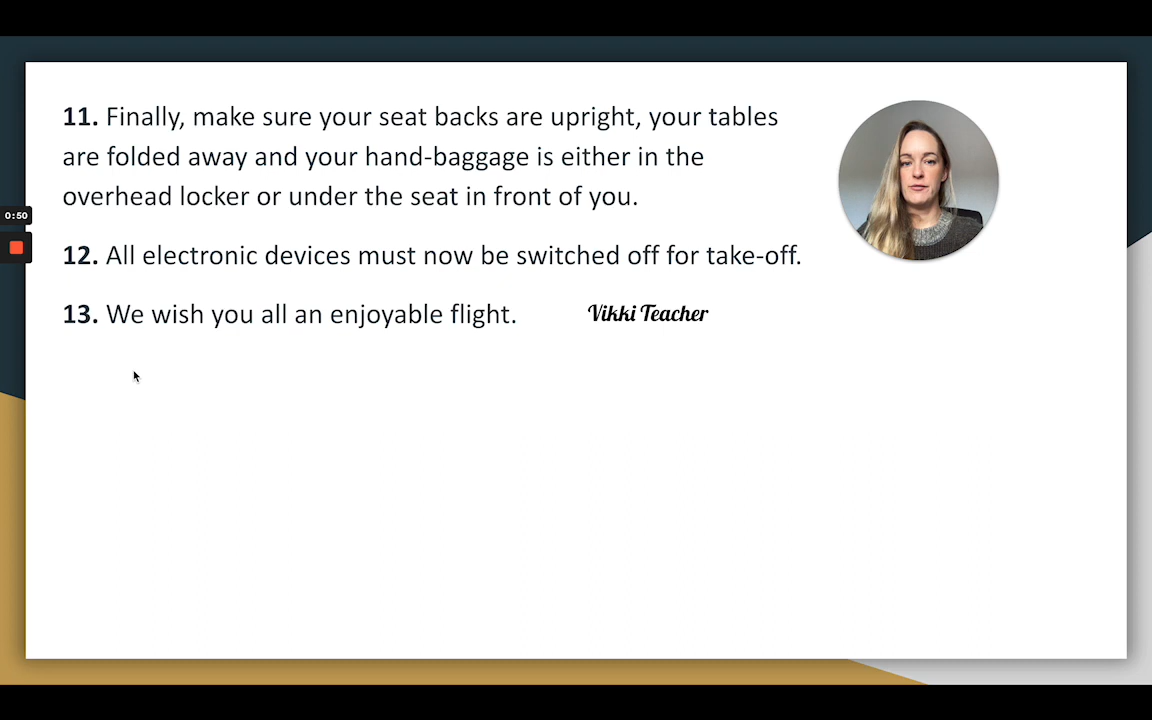 11. Finally, make sure your seat backs are upright, your tables
are folded away and your hand-baggage is either in the
overhead locker or under the seat in front of you.
0:50
12. All electronic devices must now be switched off for take-off.
13. We wish you all an enjoyable flight.
Vikki Teacher